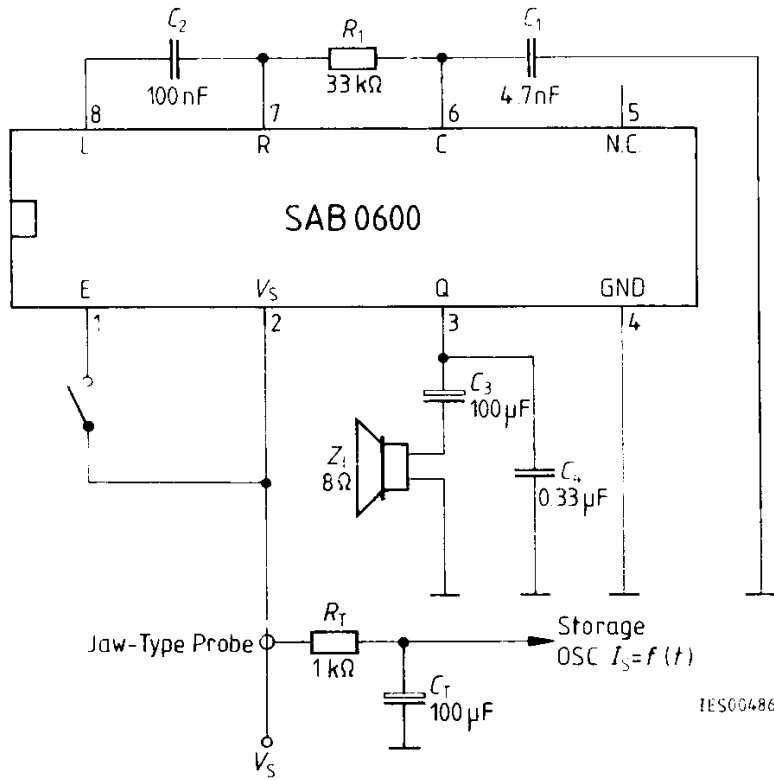 C2
R1
C1
100 nF
33 kΩ
4.7 nF
8
7
6
5
L
R
C
N.C.
SAB 0600
E
VS
Q
GND
1
2
3
4
C3
100 µF
Z1
8 Ω
C4
0.33 µF
Jaw-Type Probe
RT
1 kΩ
Storage
OSC IS = f (t)
CT
100 µF
IES00486
VS